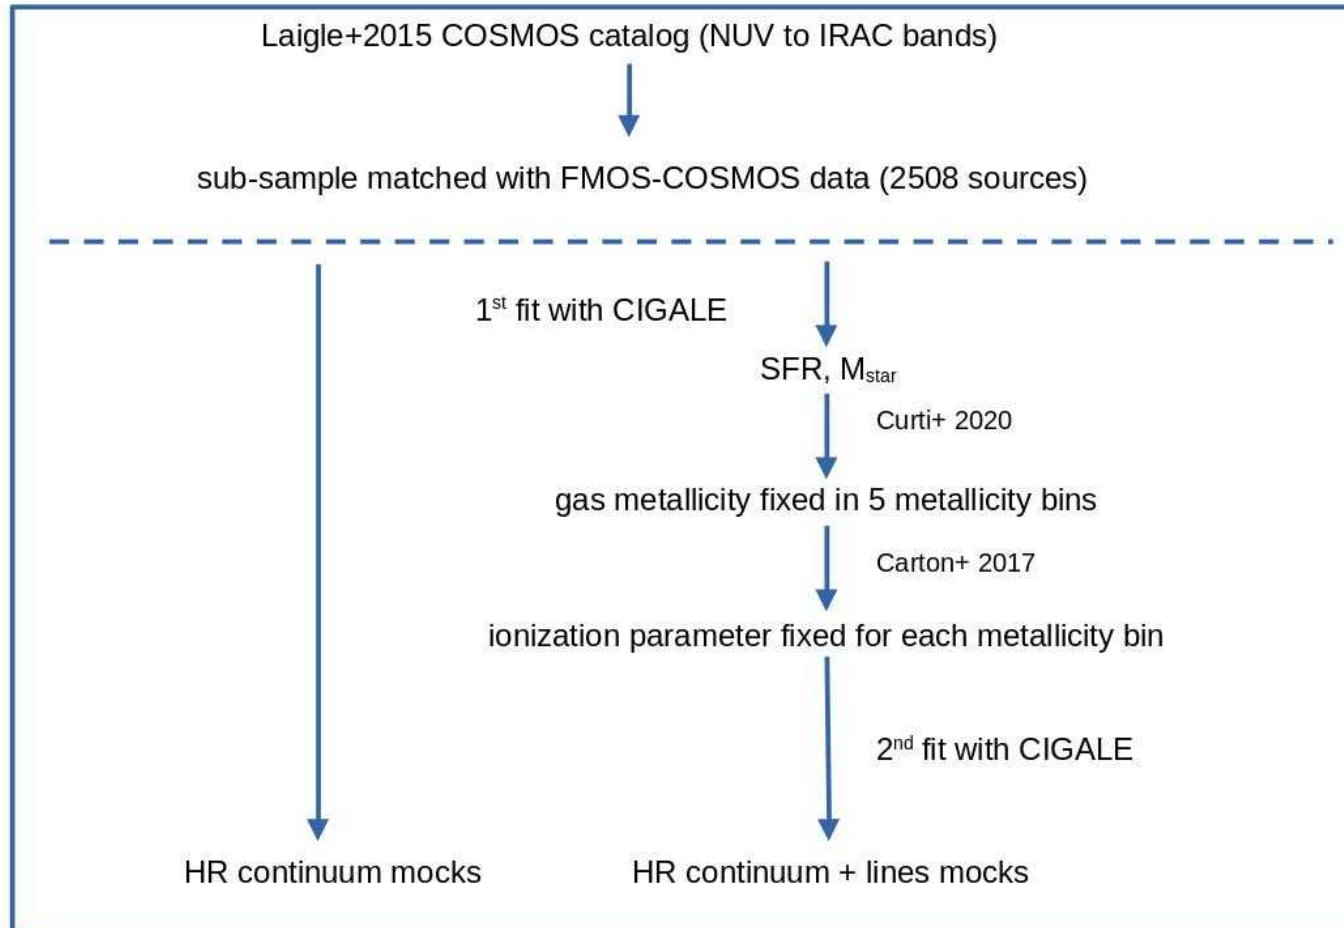 Laigle+2015 COSMOS catalog (NUV to IRAC bands)
sub-sample matched with FMOS-COSMOS data (2508 sources)
1st fit with CIGALE
SFR, Mstar
Curti+ 2020
gas metallicity fixed in 5 metallicity bins
Carton+ 2017
ionization parameter fixed for each metallicity bin
2nd fit with CIGALE
HR continuum mocks
HR continuum + lines mocks